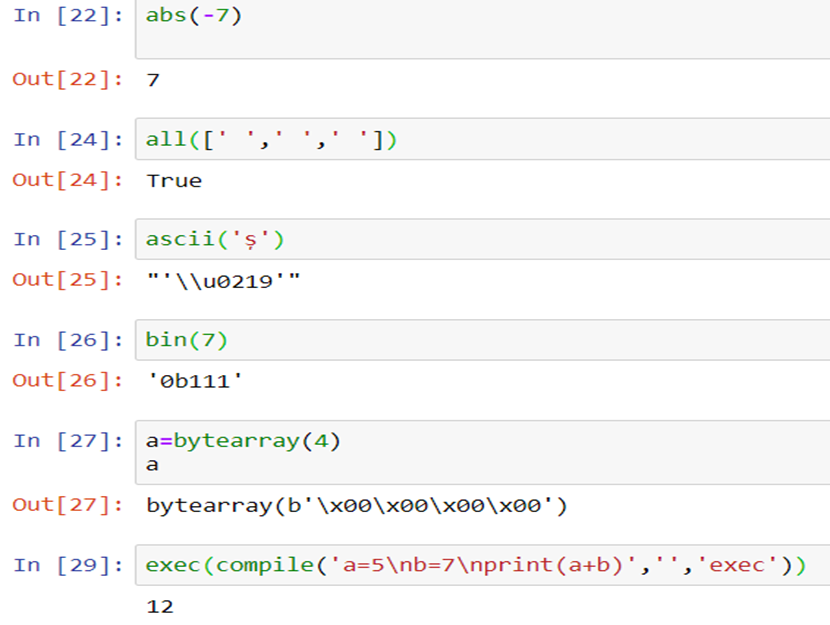 In [22]: abs(-7)
Out[22]: 7
In [24]: all([' ',' ',' '])
Out[24]: True
In [25]: ascii('ș')
Out[25]: "'\\u0219'"
In [26]: bin(7)
Out[26]: '0b111'
In [27]: a=bytearray(4)
a
Out[27]: bytearray(b'\x00\x00\x00\x00')
In [29]: exec(compile('a=5\nb=7\nprint(a+b)','','exec'))
12